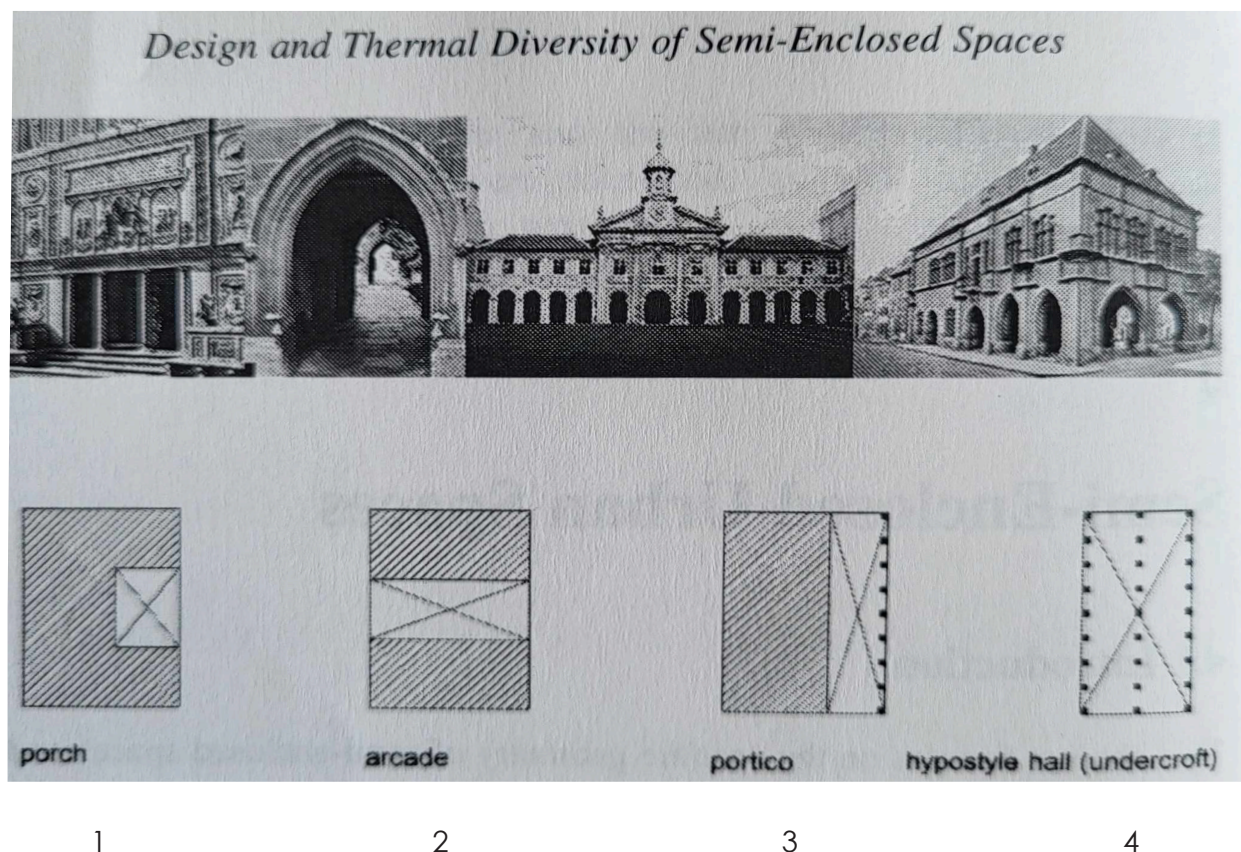 Design and Thermal Diversity of Semi-Enclosed Spaces
porch arcade portico hypostyle hall (undercroft)
1 2 3 4